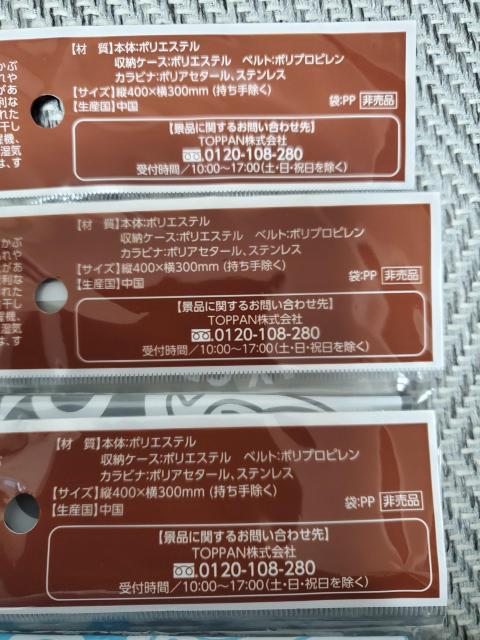 【材　質】本体:ポリエステル
収納ケース:ポリエステル　ベルト:ポリプロピレン
カラビナ:ポリアセタール、ステンレス
【サイズ】縦400×横300mm (持ち手除く)
【生産国】中国
袋:PP 非売品
【景品に関するお問い合わせ先】
TOPPAN株式会社
0120-108-280
受付時間／10:00〜17:00(土・日・祝日を除く)
【材　質】本体:ポリエステル
収納ケース:ポリエステル　ベルト:ポリプロピレン
カラビナ:ポリアセタール、ステンレス
【サイズ】縦400×横300mm (持ち手除く)
【生産国】中国
袋:PP 非売品
【景品に関するお問い合わせ先】
TOPPAN株式会社
0120-108-280
受付時間／10:00〜17:00(土・日・祝日を除く)
【材　質】本体:ポリエステル
収納ケース:ポリエステル　ベルト:ポリプロピレン
カラビナ:ポリアセタール、ステンレス
【サイズ】縦400×横300mm (持ち手除く)
【生産国】中国
袋:PP 非売品
【景品に関するお問い合わせ先】
TOPPAN株式会社
0120-108-280
受付時間／10:00〜17:00(土・日・祝日を除く)